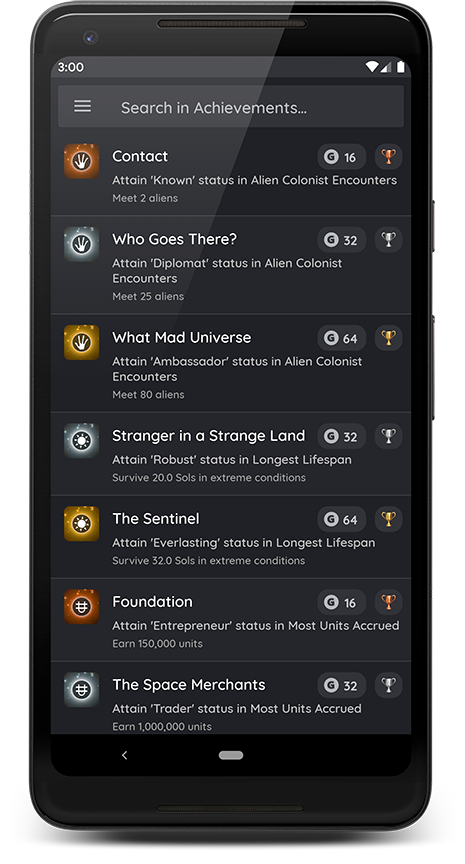 3:00
Search in Achievements...
Contact
G 16
Attain 'Known' status in Alien Colonist Encounters
Meet 2 aliens
Who Goes There?
G 32
Attain 'Diplomat' status in Alien Colonist
Encounters
Meet 25 aliens
What Mad Universe
G 64
Attain 'Ambassador' status in Alien Colonist
Encounters
Meet 80 aliens
Stranger in a Strange Land
G 32
Attain 'Robust' status in Longest Lifespan
Survive 20.0 Sols in extreme conditions
The Sentinel
G 64
Attain 'Everlasting' status in Longest Lifespan
Survive 32.0 Sols in extreme conditions
Foundation
G 16
Attain 'Entrepreneur' status in Most Units Accrued
Earn 150,000 units
The Space Merchants
G 32
Attain 'Trader' status in Most Units Accrued
Earn 1,000,000 units